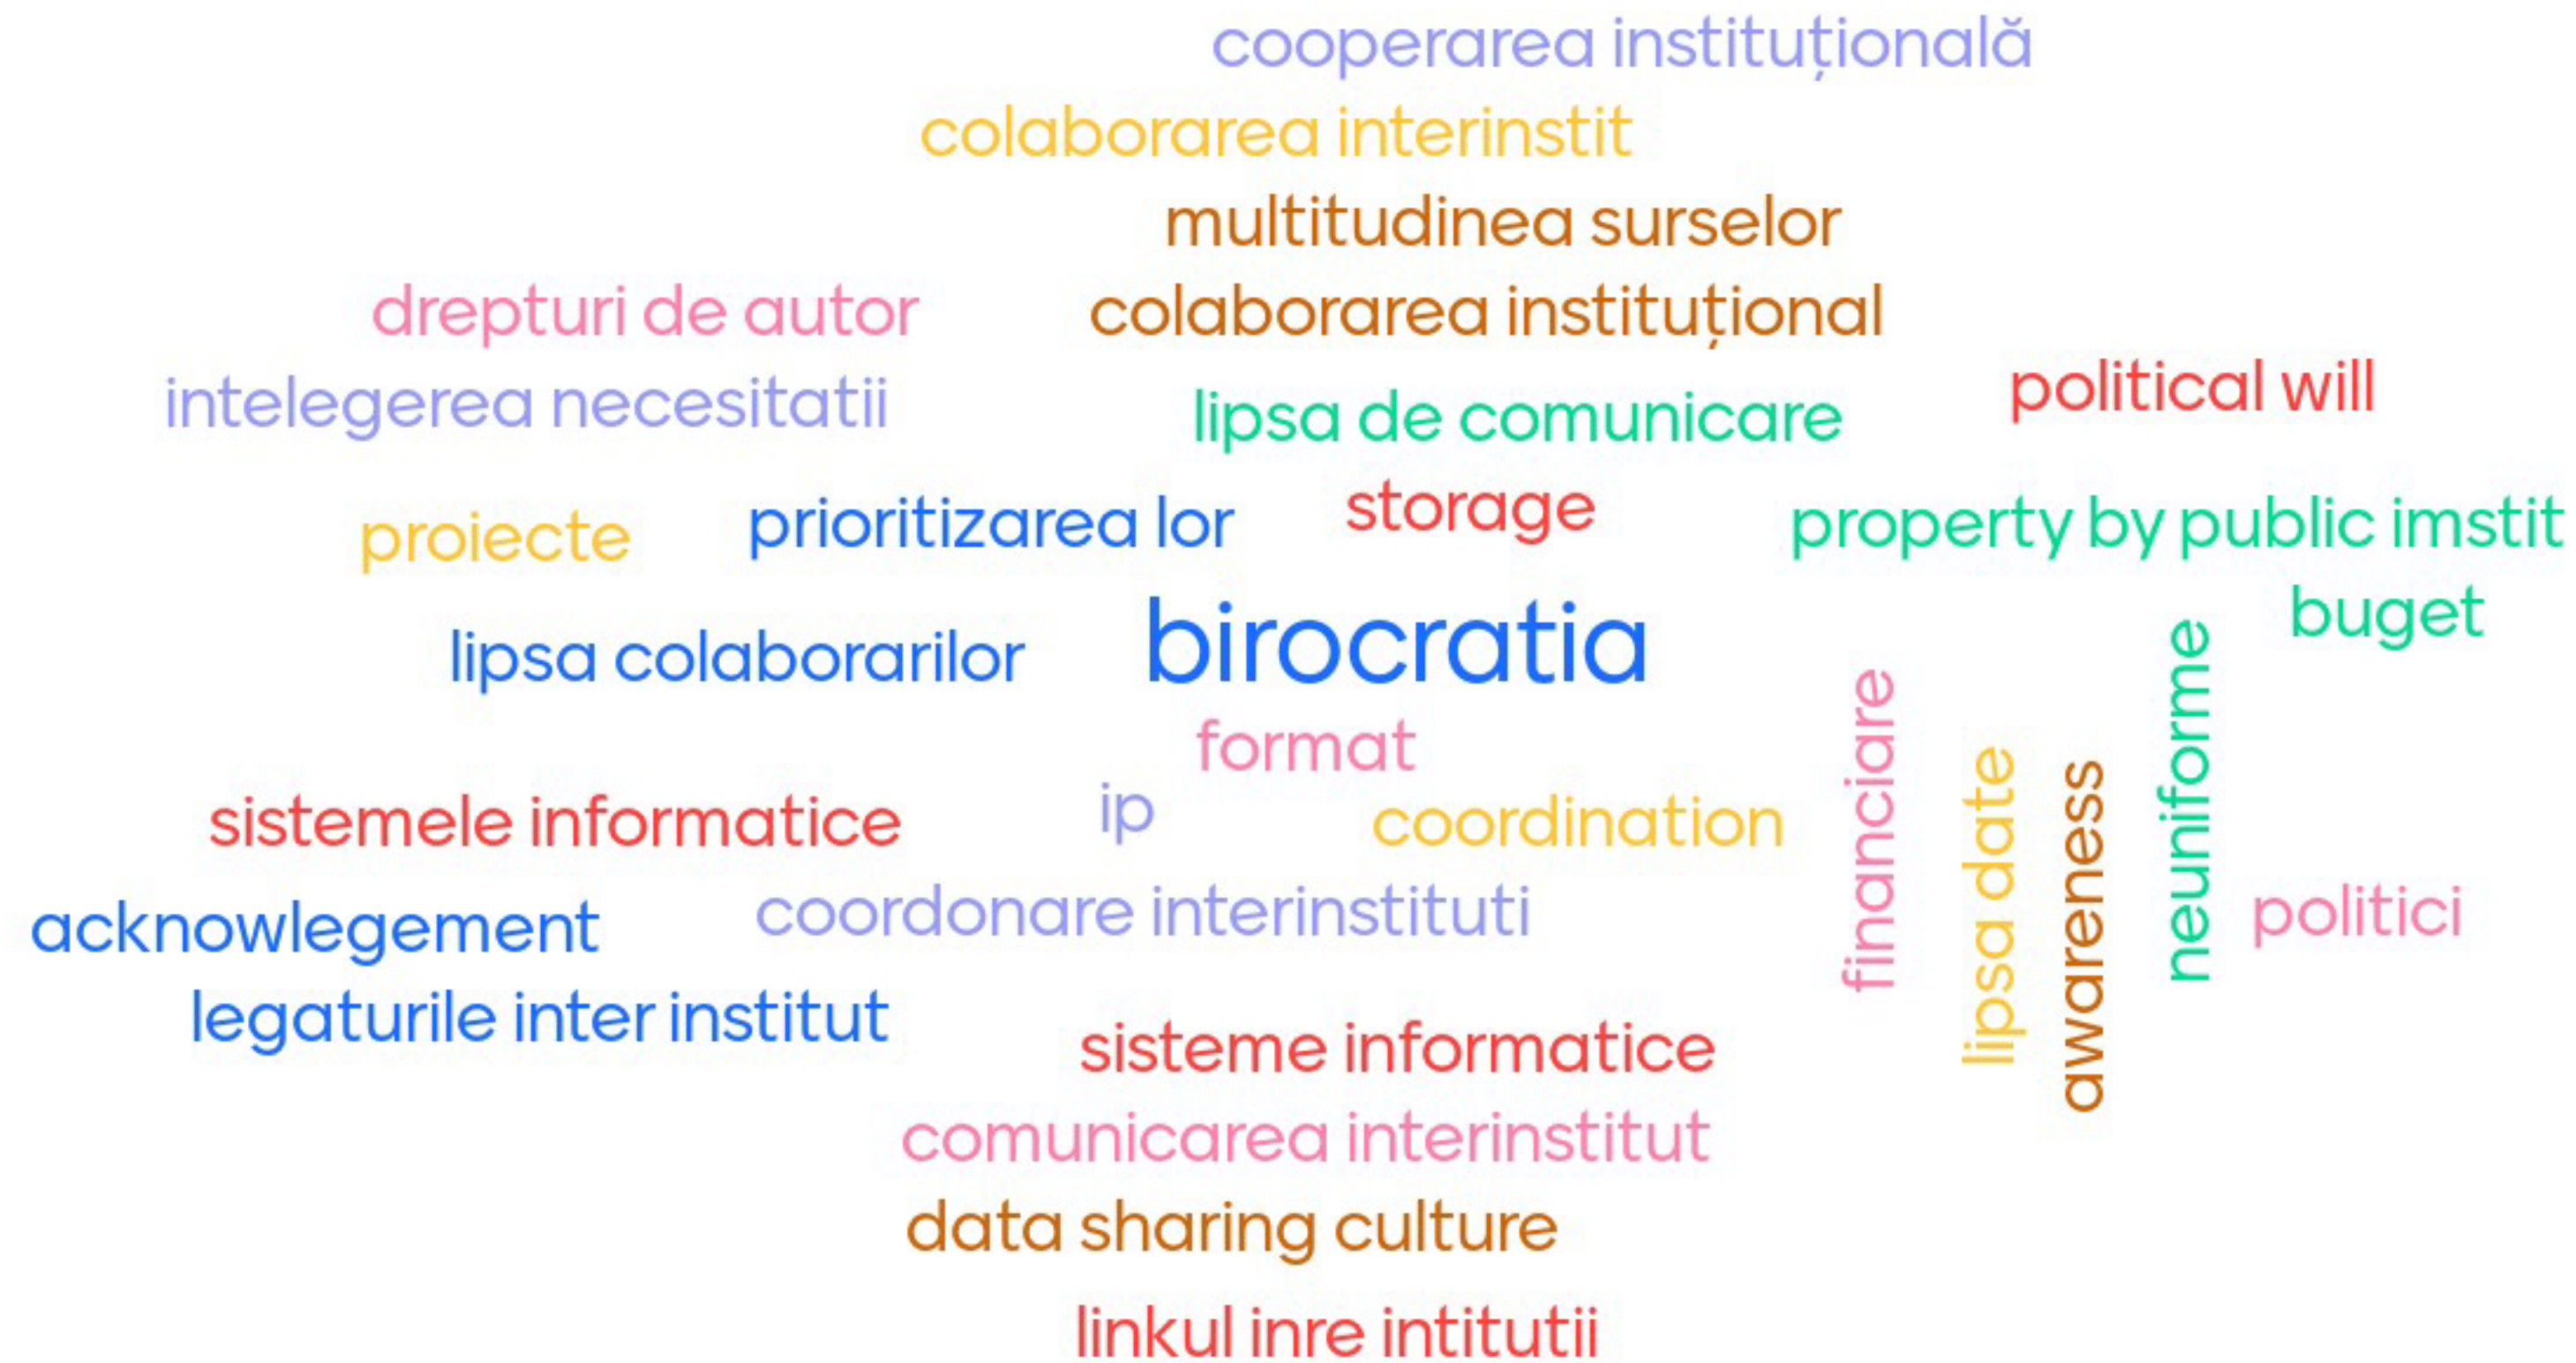 cooperarea instituțională
colaborarea interinstit
multitudinea surselor
drepturi de autor
colaborarea instituțional
intelegerea necesitatii
lipsa de comunicare
political will
proiecte
prioritizarea lor
storage
property by public imstit
lipsa colaborarilor
birocratia
buget
format
financiare
lipsa date
awareness
neuniforme
sistemele informatice
ip
coordination
acknowlegement
coordonare interinstituti
politici
legaturile inter institut
sisteme informatice
comunicarea interinstitut
data sharing culture
linkul inre intitutii